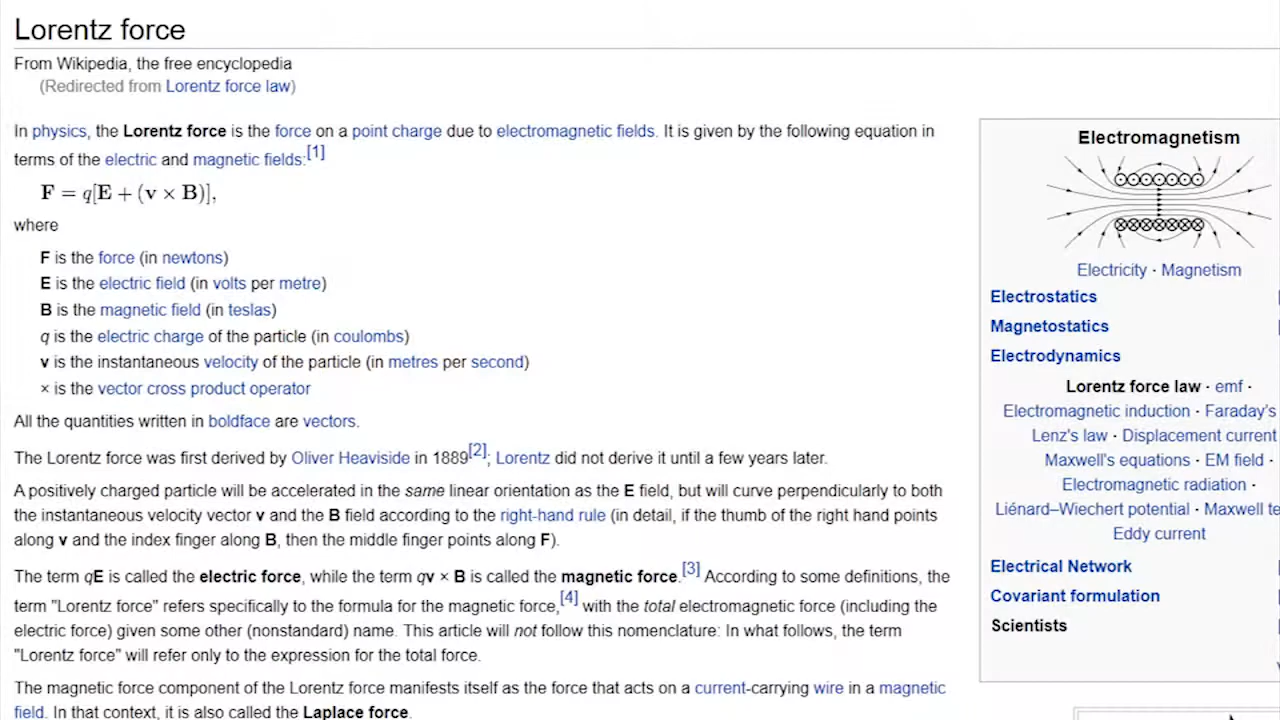 Lorentz force
From Wikipedia, the free encyclopedia
(Redirected from Lorentz force law)
In physics, the Lorentz force is the force on a point charge due to electromagnetic fields. It is given by the following equation in
terms of the electric and magnetic fields:[1]
F = q[E + (v × B)],
where
F is the force (in newtons)
E is the electric field (in volts per metre)
B is the magnetic field (in teslas)
q is the electric charge of the particle (in coulombs)
v is the instantaneous velocity of the particle (in metres per second)
× is the vector cross product operator
All the quantities written in boldface are vectors.
The Lorentz force was first derived by Oliver Heaviside in 1889[2]; Lorentz did not derive it until a few years later.
A positively charged particle will be accelerated in the same linear orientation as the E field, but will curve perpendicularly to both
the instantaneous velocity vector v and the B field according to the right-hand rule (in detail, if the thumb of the right hand points
along v and the index finger along B, then the middle finger points along F).
The term qE is called the electric force, while the term qv × B is called the magnetic force.[3] According to some definitions, the
term "Lorentz force" refers specifically to the formula for the magnetic force,[4] with the total electromagnetic force (including the
electric force) given some other (nonstandard) name. This article will not follow this nomenclature: In what follows, the term
"Lorentz force" will refer only to the expression for the total force.
The magnetic force component of the Lorentz force manifests itself as the force that acts on a current-carrying wire in a magnetic
field. In that context, it is also called the Laplace force.
Electromagnetism
Electricity · Magnetism
Electrostatics
Magnetostatics
Electrodynamics
Lorentz force law · emf ·
Electromagnetic induction · Faraday's
Lenz's law · Displacement current
Maxwell's equations · EM field ·
Electromagnetic radiation ·
Liénard–Wiechert potential · Maxwell te
Eddy current
Electrical Network
Covariant formulation
Scientists